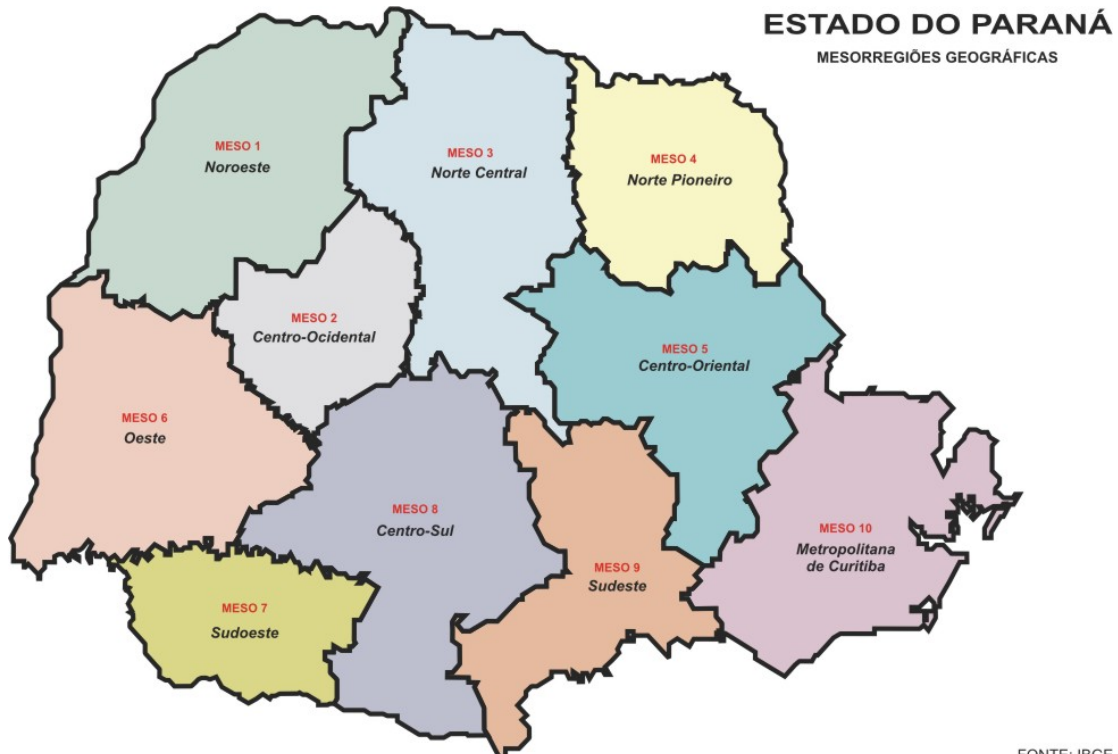 ESTADO DO PARANÁ
MESORREGIÕES GEOGRÁFICAS
MESO 1
Noroeste
MESO 3
Norte Central
MESO 4
Norte Pioneiro
MESO 2
Centro-Ocidental
MESO 5
Centro-Oriental
MESO 6
Oeste
MESO 8
Centro-Sul
MESO 10
Metropolitana
de Curitiba
MESO 9
Sudeste
MESO 7
Sudoeste
FONTE: IBGE